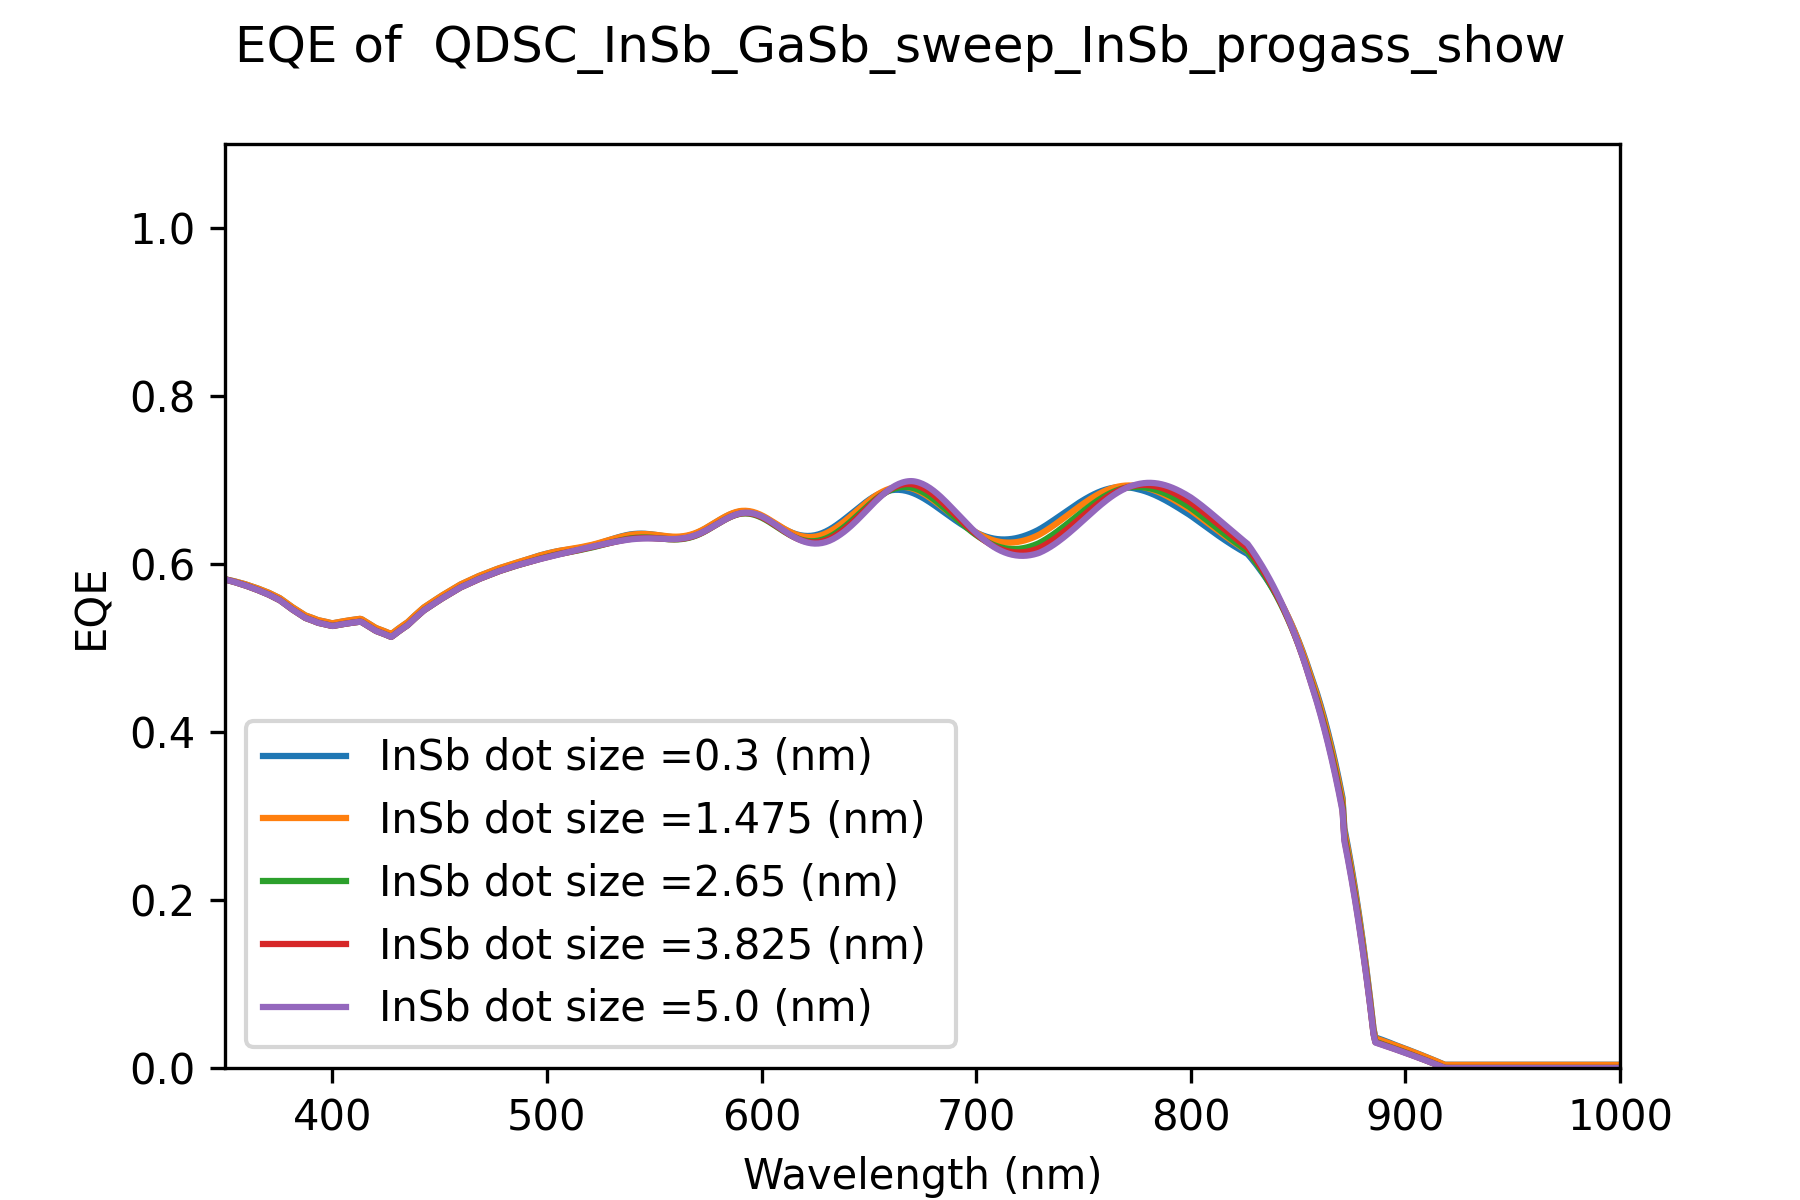 EQE of  QDSC_InSb_GaSb_sweep_InSb_progass_show
1.0
0.8
0.6
0.4
0.2
0.0
EQE
InSb dot size =0.3 (nm)
InSb dot size =1.475 (nm)
InSb dot size =2.65 (nm)
InSb dot size =3.825 (nm)
InSb dot size =5.0 (nm)
400 500 600 700 800 900 1000
Wavelength (nm)